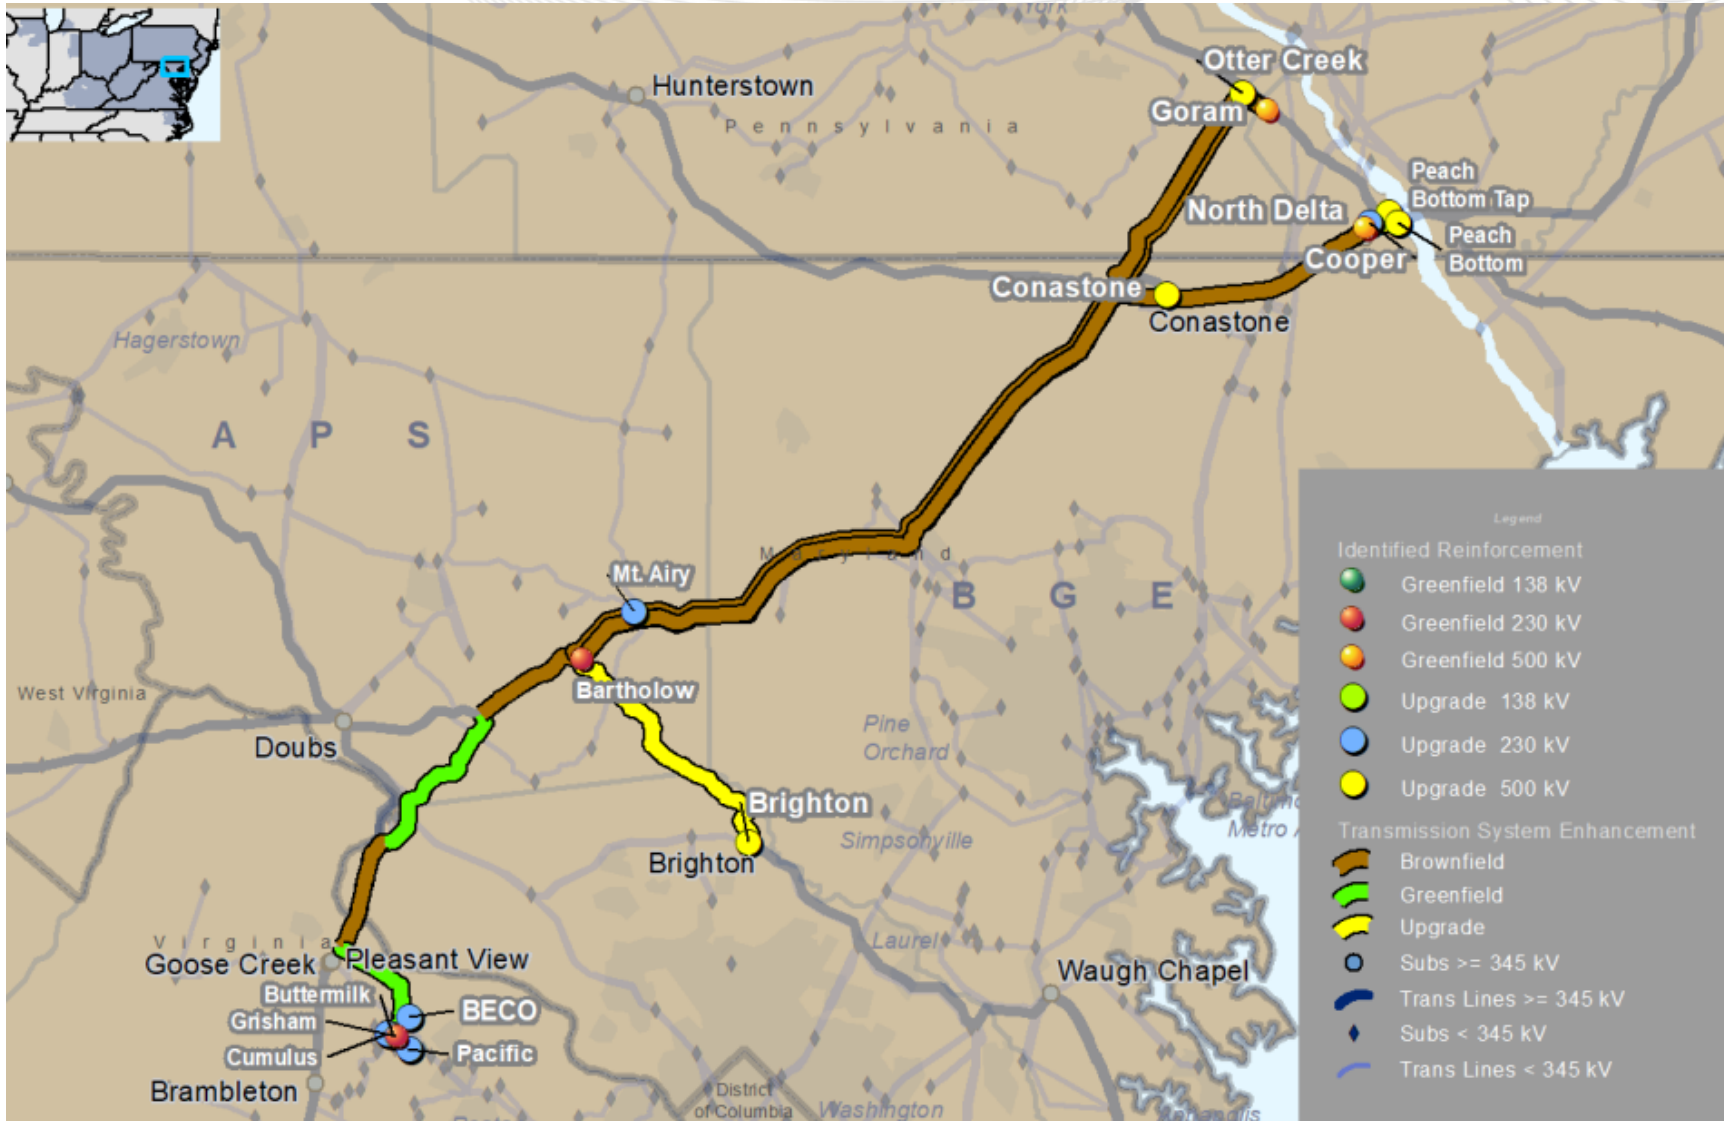 York
Otter Creek
Hunterstown
Goram
Pennsylvania
Peach
Bottom Tap
North Delta
Peach
Bottom
Cooper
Conastone
Conastone
Hagerstown
A P S
Legend
Identified Reinforcement
Greenfield 138 kV
Greenfield 230 kV
Greenfield 500 kV
Upgrade 138 kV
Upgrade 230 kV
Upgrade 500 kV
Transmission System Enhancement
Brownfield
Greenfield
Upgrade
Subs >= 345 kV
Trans Lines >= 345 kV
Subs < 345 kV
Trans Lines < 345 kV
Maryland
Mt. Airy
B G E
West Virginia
Bartholow
Pine
Orchard
Doubs
Brighton
Metro
Simpsonville
Brighton
Virginia
Laurel
Goose Creek
Pleasant View
Waugh Chapel
Buttermilk
BECO
Grisham
Cumulus
Pacific
Brambleton
District
of Columbia
Washington